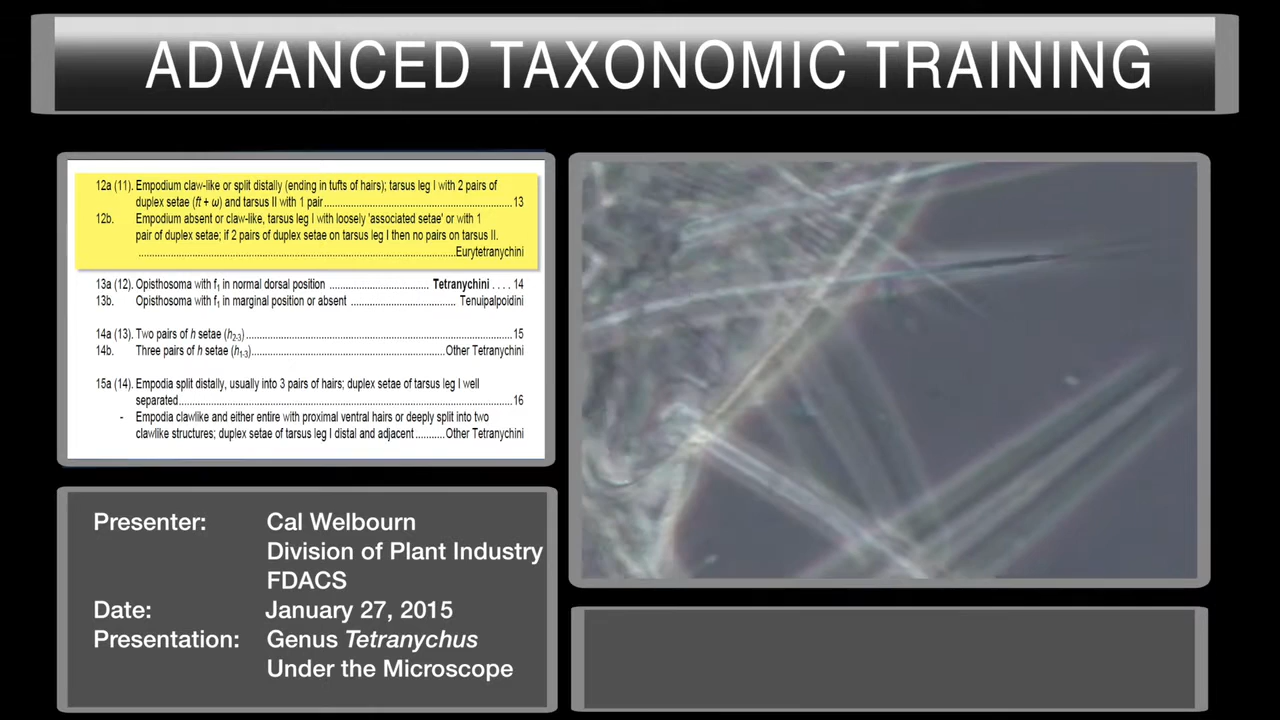 ADVANCED TAXONOMIC TRAINING
12a (11). Empodium claw-like or split distally (ending in tufts of hairs); tarsus leg I with 2 pairs of
duplex setae (ft + ω) and tarsus II with 1 pair..........13
12b. Empodium absent or claw-like, tarsus leg I with loosely 'associated setae' or with 1
pair of duplex setae; if 2 pairs of duplex setae on tarsus leg I then no pairs on tarsus II.
..........Eurytetranychini
13a (12). Opisthosoma with f1 in normal dorsal position .......... Tetranychini . . . . 14
13b. Opisthosoma with f1 in marginal position or absent .......... Tenuipalpoidini
14a (13). Two pairs of h setae (h2-3)..........15
14b. Three pairs of h setae (h1-3)..........Other Tetranychini
15a (14). Empodia split distally, usually into 3 pairs of hairs; duplex setae of tarsus leg I well
separated..........16
- Empodia clawlike and either entire with proximal ventral hairs or deeply split into two
clawlike structures; duplex setae of tarsus leg I distal and adjacent..........Other Tetranychini
Presenter: Cal Welbourn
Division of Plant Industry
FDACS
Date: January 27, 2015
Presentation: Genus Tetranychus
Under the Microscope